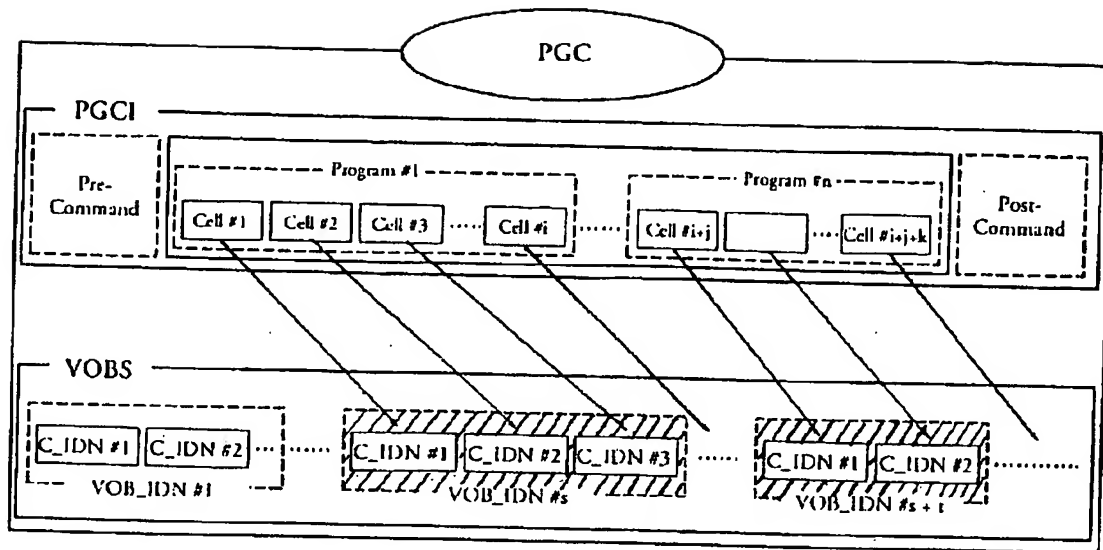 PGC
PGCI
Pre-
Command
Program #1
Cell #1
Cell #2
Cell #3
Cell #i
Program #n
Cell #i+j
Cell #i+j+k
Post-
Command
VOBS
C_IDN #1
C_IDN #2
VOB_IDN #1
C_IDN #1
C_IDN #2
C_IDN #3
VOB_IDN #s
C_IDN #1
C_IDN #2
VOB_IDN #s + t